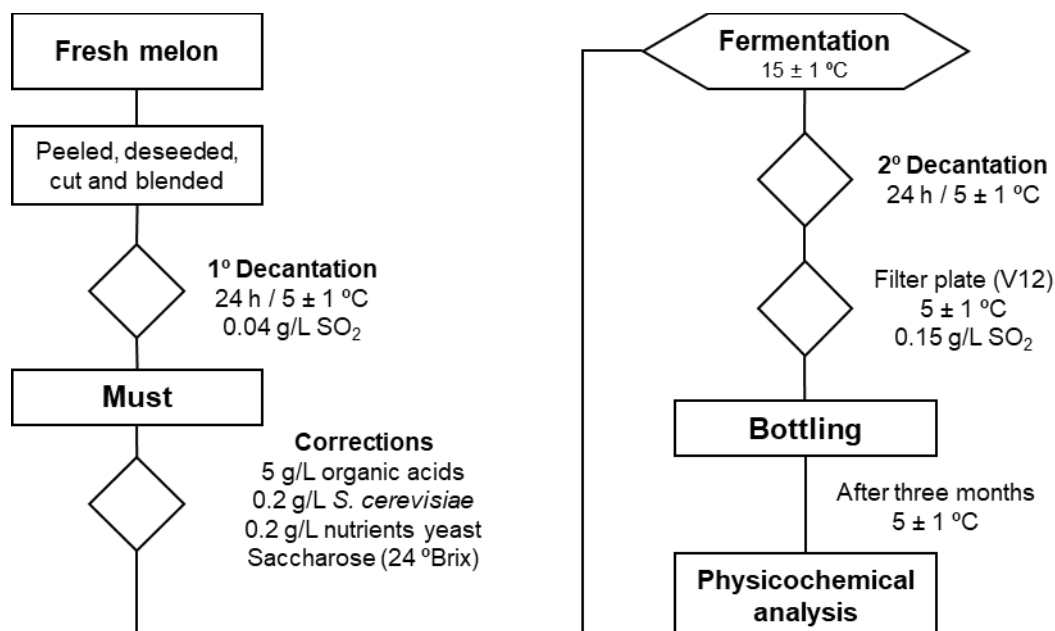 Fresh melon
Peeled, deseeded,
cut and blended
1º Decantation
24 h / 5 ± 1 ºC
0.04 g/L SO₂
Must
Corrections
5 g/L organic acids
0.2 g/L S. cerevisiae
0.2 g/L nutrients yeast
Saccharose (24 ºBrix)
Fermentation
15 ± 1 ºC
2º Decantation
24 h / 5 ± 1 ºC
Filter plate (V12)
5 ± 1 ºC
0.15 g/L SO₂
Bottling
After three months
5 ± 1 ºC
Physicochemical
analysis